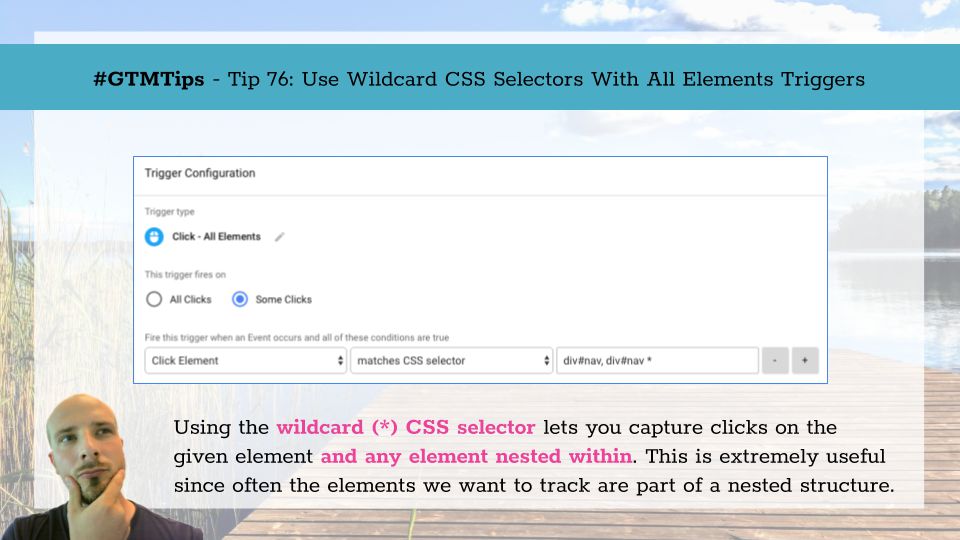 #GTMTips - Tip 76: Use Wildcard CSS Selectors With All Elements Triggers
Trigger Configuration
Trigger type
Click - All Elements
This trigger fires on
All Clicks Some Clicks
Fire this trigger when an Event occurs and all of these conditions are true
Click Element matches CSS selector div#nav, div#nav * - +
Using the wildcard (*) CSS selector lets you capture clicks on the
given element and any element nested within. This is extremely useful
since often the elements we want to track are part of a nested structure.